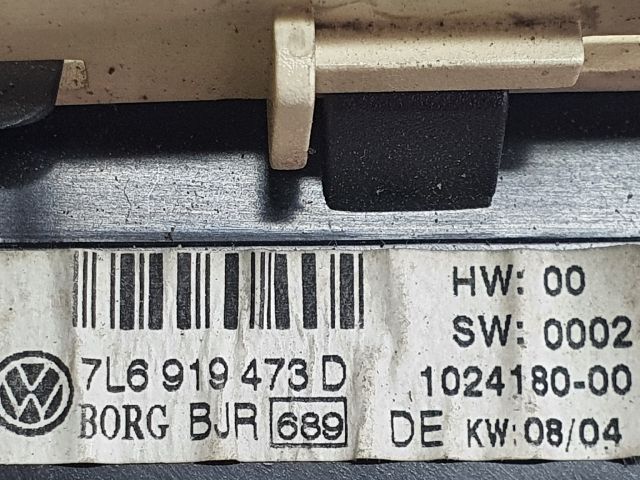 HW: 00
SW: 0002
7L6 919 473 D 1024180-00
BORG BJR 689 DE KW: 08/04